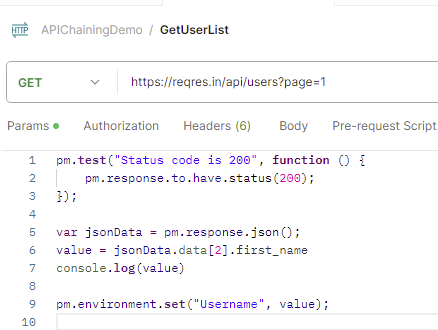 HTTP APIChainingDemo / GetUserList
GET https://reqres.in/api/users?page=1
Params Authorization Headers (6) Body Pre-request Script
1 pm.test("Status code is 200", function () {
2 pm.response.to.have.status(200);
3 });
4
5 var jsonData = pm.response.json();
6 value = jsonData.data[2].first_name
7 console.log(value)
8
9 pm.environment.set("Username", value);
10